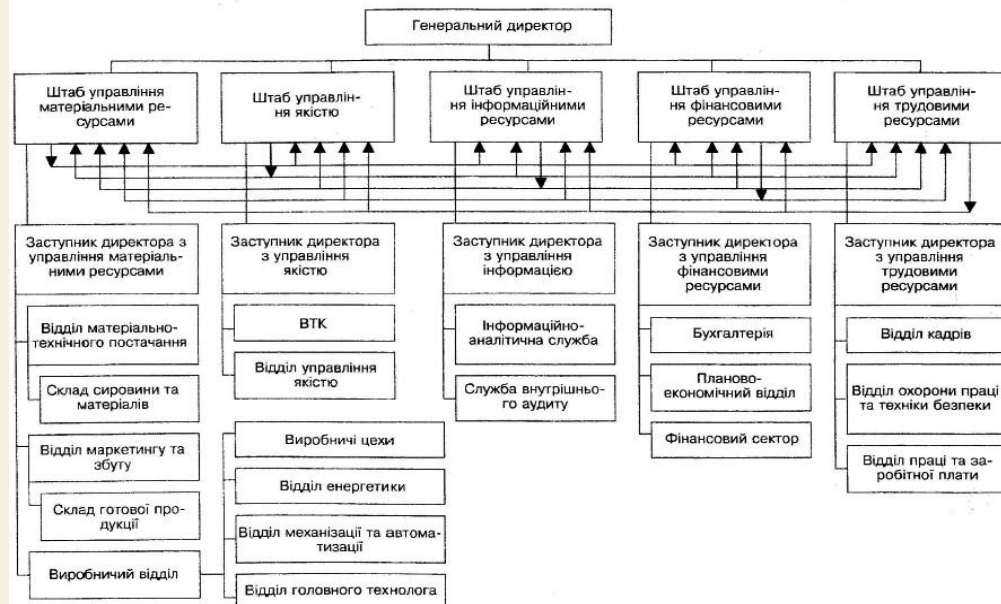 Генеральний директор
Штаб управління
матеріальними ре-
сурсами
Штаб управлін-
ня якістю
Штаб управлін-
ня інформаційними
ресурсами
Штаб управлін-
ня фінансовими
ресурсами
Штаб управлін-
ня трудовими
ресурсами
Заступник директора з
управління матеріаль-
ними ресурсами
Заступник директора
з управління
якістю
Заступник директора
з управління
інформацією
Заступник директора
з управління
фінансовими
ресурсами
Заступник директора з
управління
трудовими
ресурсами
Відділ матеріально-
технічного постачання
Склад сировини та
матеріалів
Відділ маркетингу та
збуту
Склад готової про-
дукції
Виробничий відділ
ВТК
Відділ управління
якістю
Виробничі цехи
Відділ енергетики
Відділ механізації та автома-
тизації
Відділ головного технолога
Інформаційно-
аналітична служба
Служба внутрішньо-
го аудиту
Бухгалтерія
Планово-
економічний відділ
Фінансовий сектор
Відділ кадрів
Відділ охорони праці
та техніки безпеки
Відділ праці та за-
робітної плати